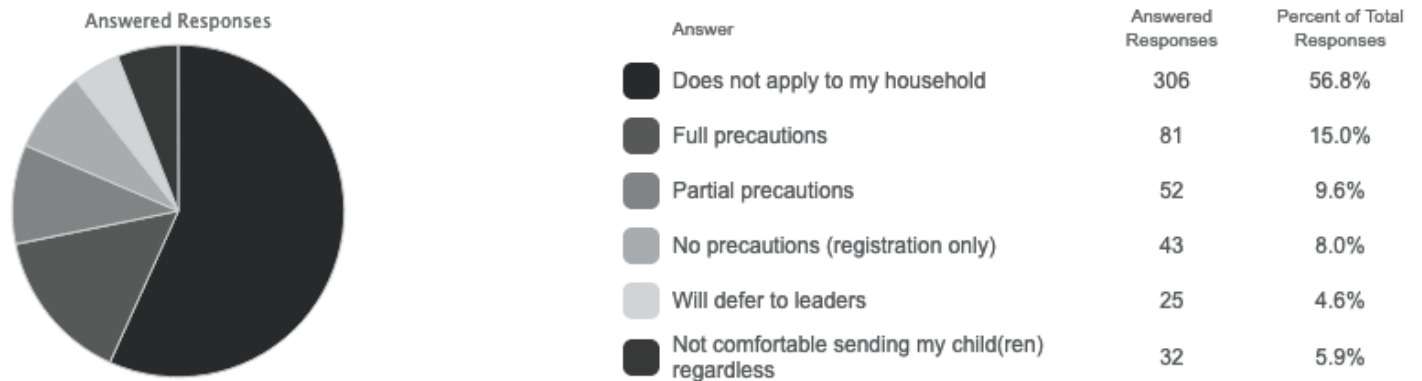 Answered Responses
Answer
Answered Responses
Percent of Total Responses
Does not apply to my household 306 56.8%
Full precautions 81 15.0%
Partial precautions 52 9.6%
No precautions (registration only) 43 8.0%
Will defer to leaders 25 4.6%
Not comfortable sending my child(ren)
regardless 32 5.9%